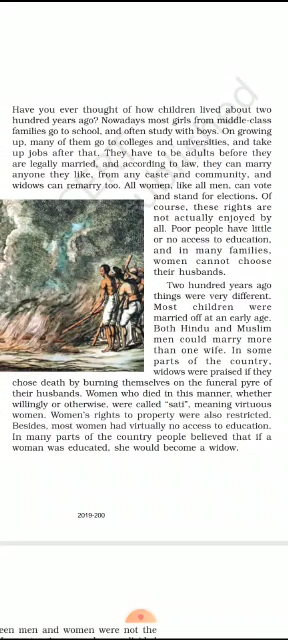 Have you ever thought of how children lived about two
hundred years ago? Nowadays most girls from middle-class
families go to school, and often study with boys. On growing
up, many of them go to colleges and universities, and take
up jobs after that. They have to be adults before they
are legally married, and according to law, they can marry
anyone they like, from any caste and community, and
widows can remarry too. All women, like all men, can vote
and stand for elections. Of
course, these rights are
not actually enjoyed by
all. Poor people have little
or no access to education,
and in many families,
women cannot choose
their husbands.
Two hundred years ago
things were very different.
Most children were
married off at an early age.
Both Hindu and Muslim
men could marry more
than one wife. In some
parts of the country,
widows were praised if they
chose death by burning themselves on the funeral pyre of
their husbands. Women who died in this manner, whether
willingly or otherwise, were called “sati”, meaning virtuous
women. Women's rights to property were also restricted.
Besides, most women had virtually no access to education.
In many parts of the country people believed that if a
woman was educated, she would become a widow.
2019-200
een men and women were not the